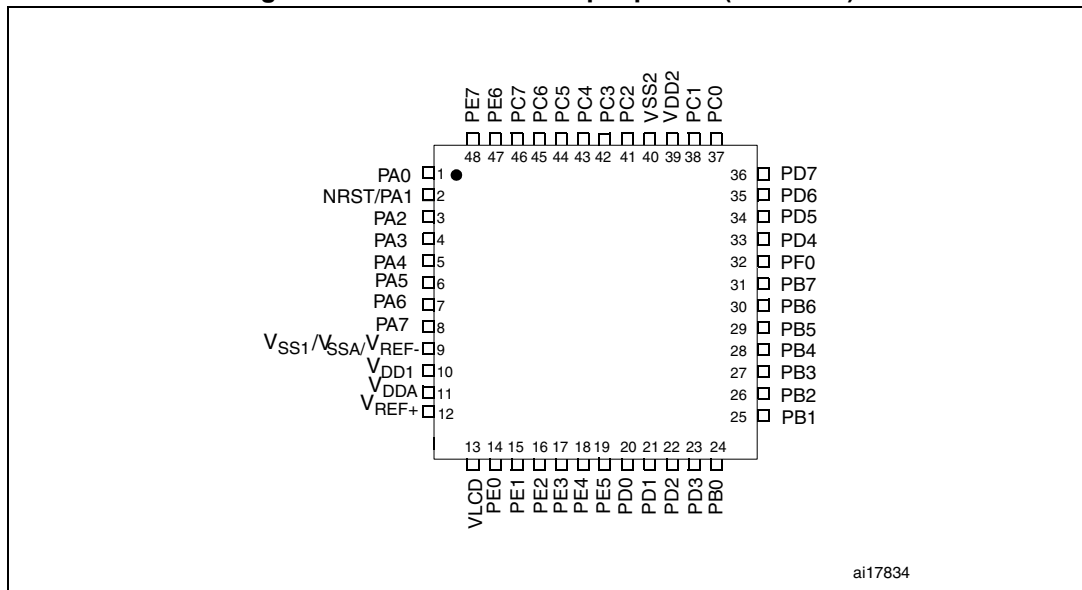 PE7 PE6 PC7 PC6 PC5 PC4 PC3 PC2 VSS2 VDD2 PC1 PC0
48 47 46 45 44 43 42 41 40 39 38 37
PA0 1 36 PD7
NRST/PA1 2 35 PD6
PA2 3 34 PD5
PA3 4 33 PD4
PA4 5 32 PF0
PA5 6 31 PB7
PA6 7 30 PB6
PA7 8 29 PB5
VSS1/VSSA/VREF- 9 28 PB4
VDD1 10 27 PB3
VDDA 11 26 PB2
VREF+ 12 25 PB1
13 14 15 16 17 18 19 20 21 22 23 24
VLCD PE0 PE1 PE2 PE3 PE4 PE5 PD0 PD1 PD2 PD3 PB0
ai17834